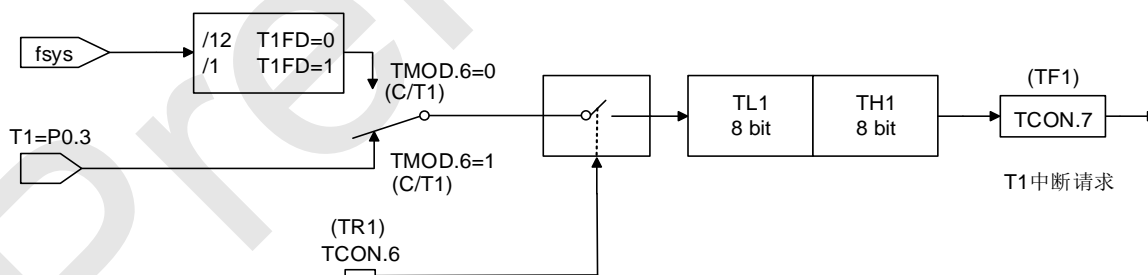 fsys
/12 T1FD=0
/1 T1FD=1
TMOD.6=0
(C/T1)
T1=P0.3
TMOD.6=1
(C/T1)
(TR1)
TCON.6
TL1
8 bit
TH1
8 bit
(TF1)
TCON.7
T1中断请求